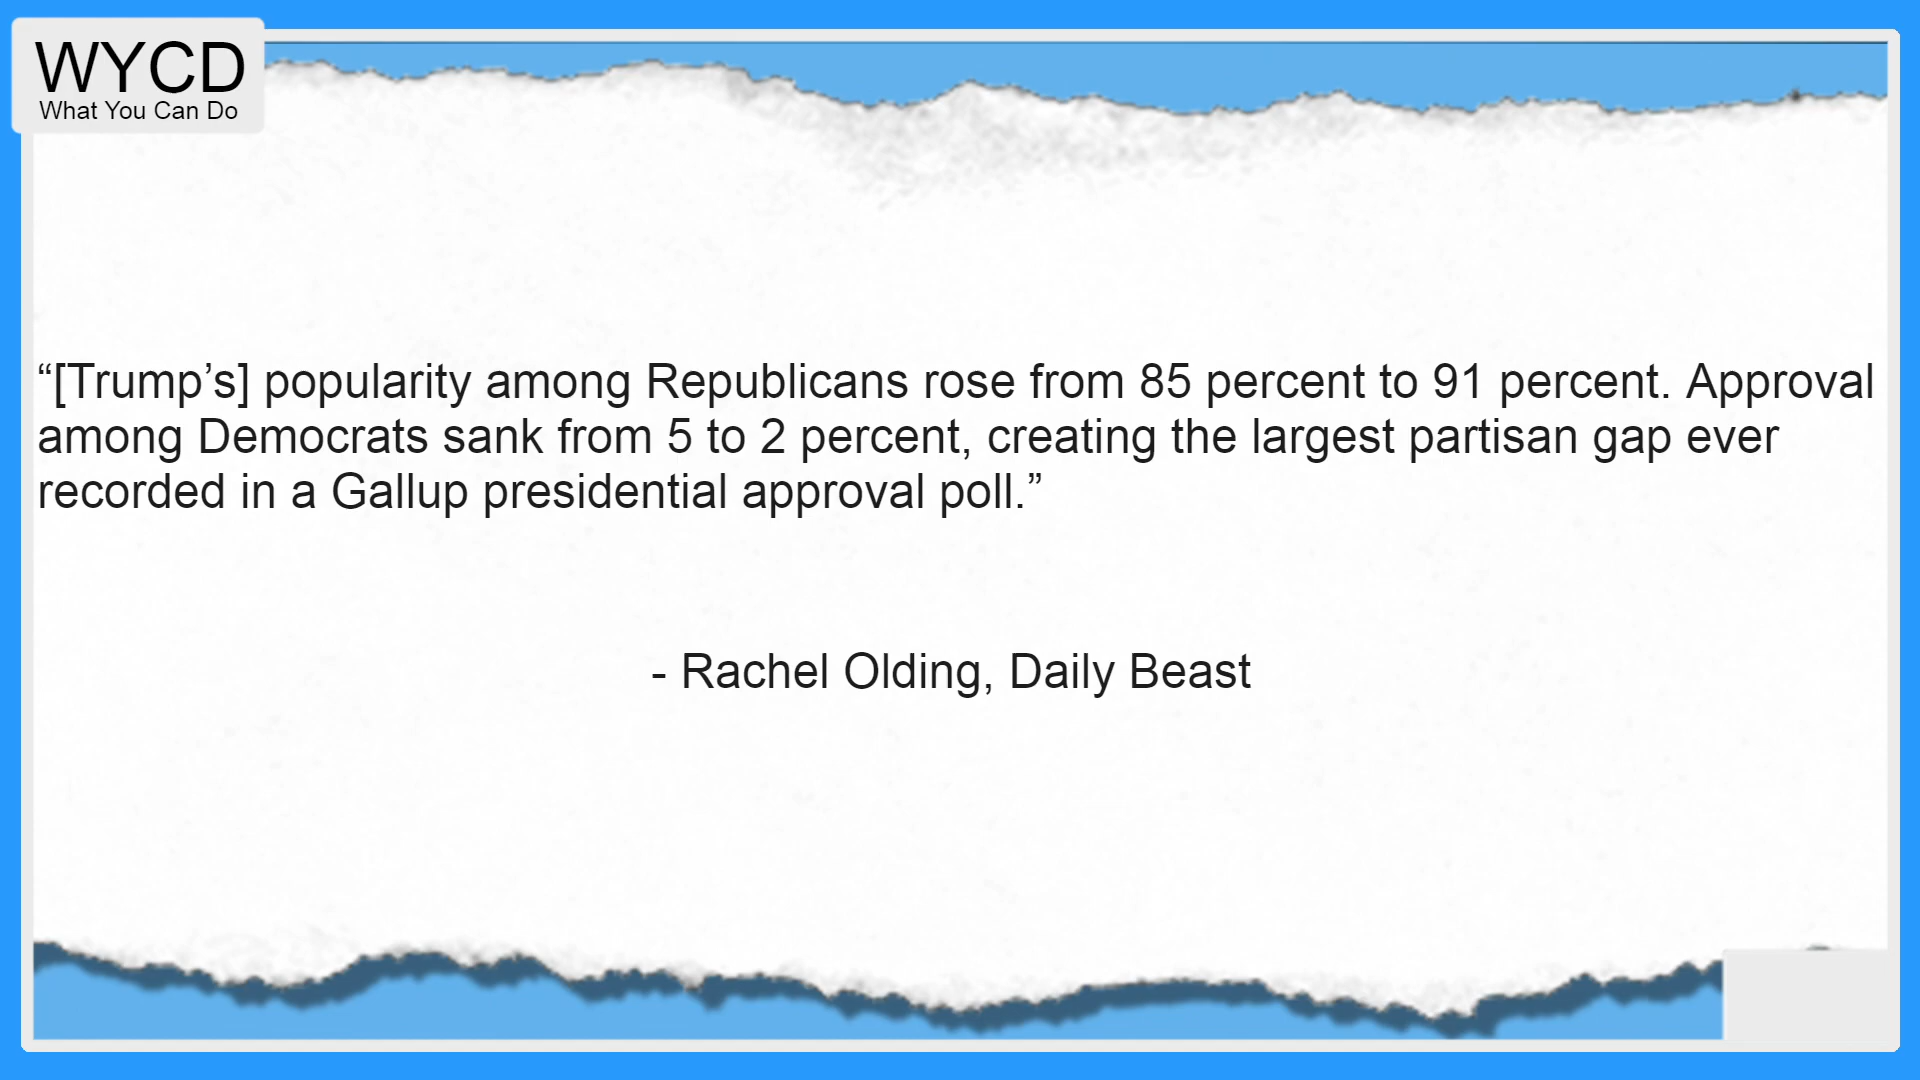 WYCD
What You Can Do
“[Trump’s] popularity among Republicans rose from 85 percent to 91 percent. Approval
among Democrats sank from 5 to 2 percent, creating the largest partisan gap ever
recorded in a Gallup presidential approval poll.”
- Rachel Olding, Daily Beast